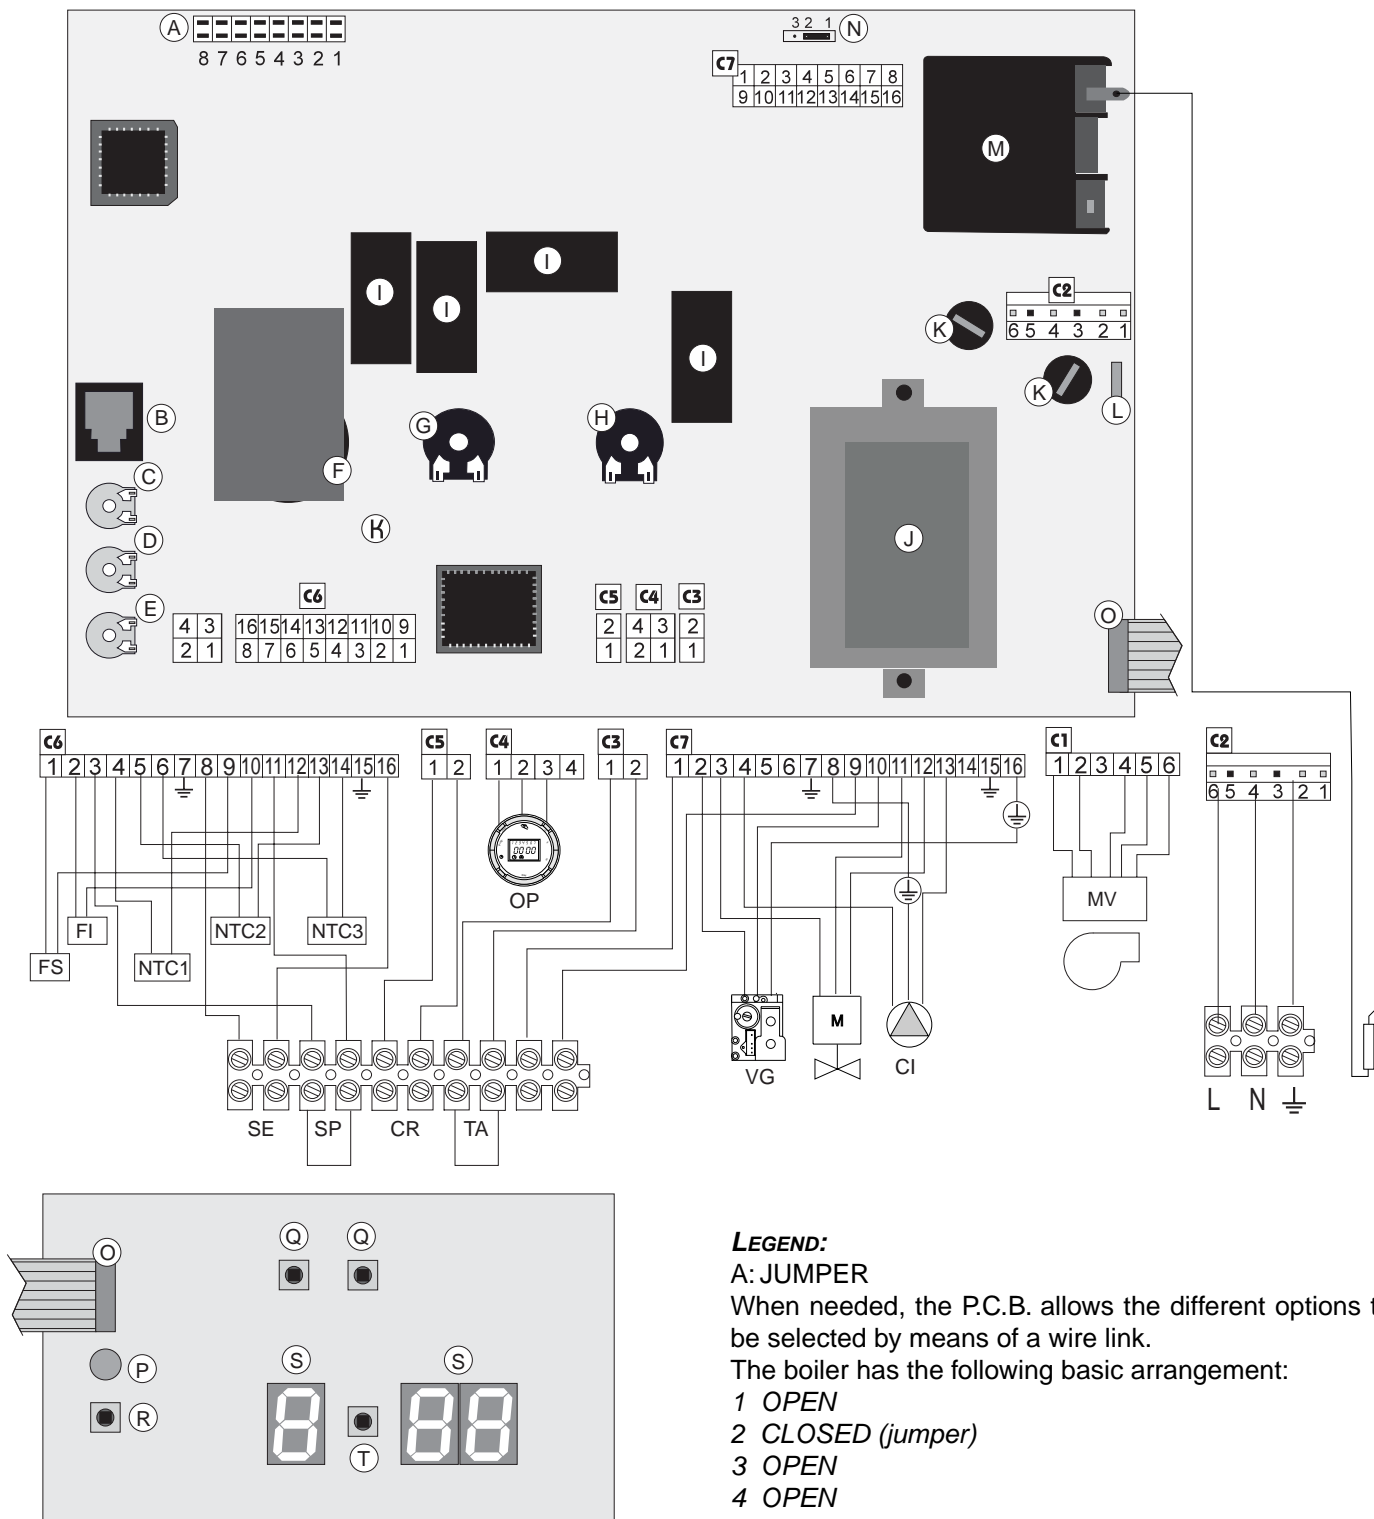 A
8 7 6 5 4 3 2 1
3 2 1
N
C7
1 2 3 4 5 6 7 8
9 10 11 12 13 14 15 16
M
I
I
I
I
C2
6 5 4 3 2 1
K
K
L
B
G
H
F
C
D
E
K
J
O
4 3
2 1
C6
16 15 14 13 12 11 10 9
8 7 6 5 4 3 2 1
C5
2
1
C4
4 3
2 1
C3
2
1
C6
1 2 3 4 5 6 7 8 9 10 11 12 13 14 15 16
C5
1 2
C4
1 2 3 4
C3
1 2
C7
1 2 3 4 5 6 7 8 9 10 11 12 13 14 15 16
C1
1 2 3 4 5 6
C2
6 5 4 3 2 1
00:00
OP
FI
NTC2
NTC3
FS
NTC1
MV
VG
M
CI
SE SP CR TA
L N
O
Q Q
P
R
S S
T
8 8 8
LEGEND:
A: JUMPER
When needed, the P.C.B. allows the different options
be selected by means of a wire link.
The boiler has the following basic arrangement:
1 OPEN
2 CLOSED (jumper)
3 OPEN
4 OPEN